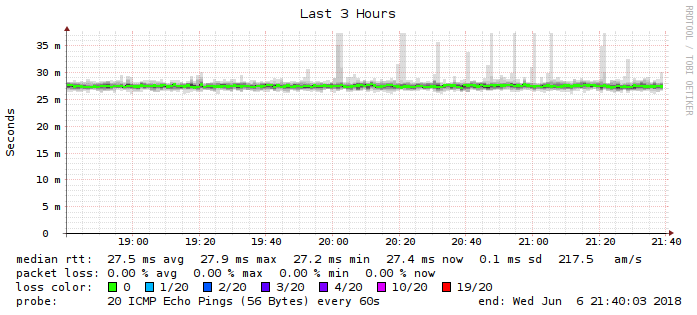 Last 3 Hours
RRDTOOL / TOBI OETIKER
Seconds
35 m
30 m
25 m
20 m
15 m
10 m
5 m
0
19:00 19:20 19:40 20:00 20:20 20:40 21:00 21:20 21:40
median rtt: 27.5 ms avg 27.9 ms max 27.2 ms min 27.4 ms now 0.1 ms sd 217.5 am/s
packet loss: 0.00 % avg 0.00 % max 0.00 % min 0.00 % now
loss color: 0 1/20 2/20 3/20 4/20 10/20 19/20
probe: 20 ICMP Echo Pings (56 Bytes) every 60s end: Wed Jun 6 21:40:03 2018